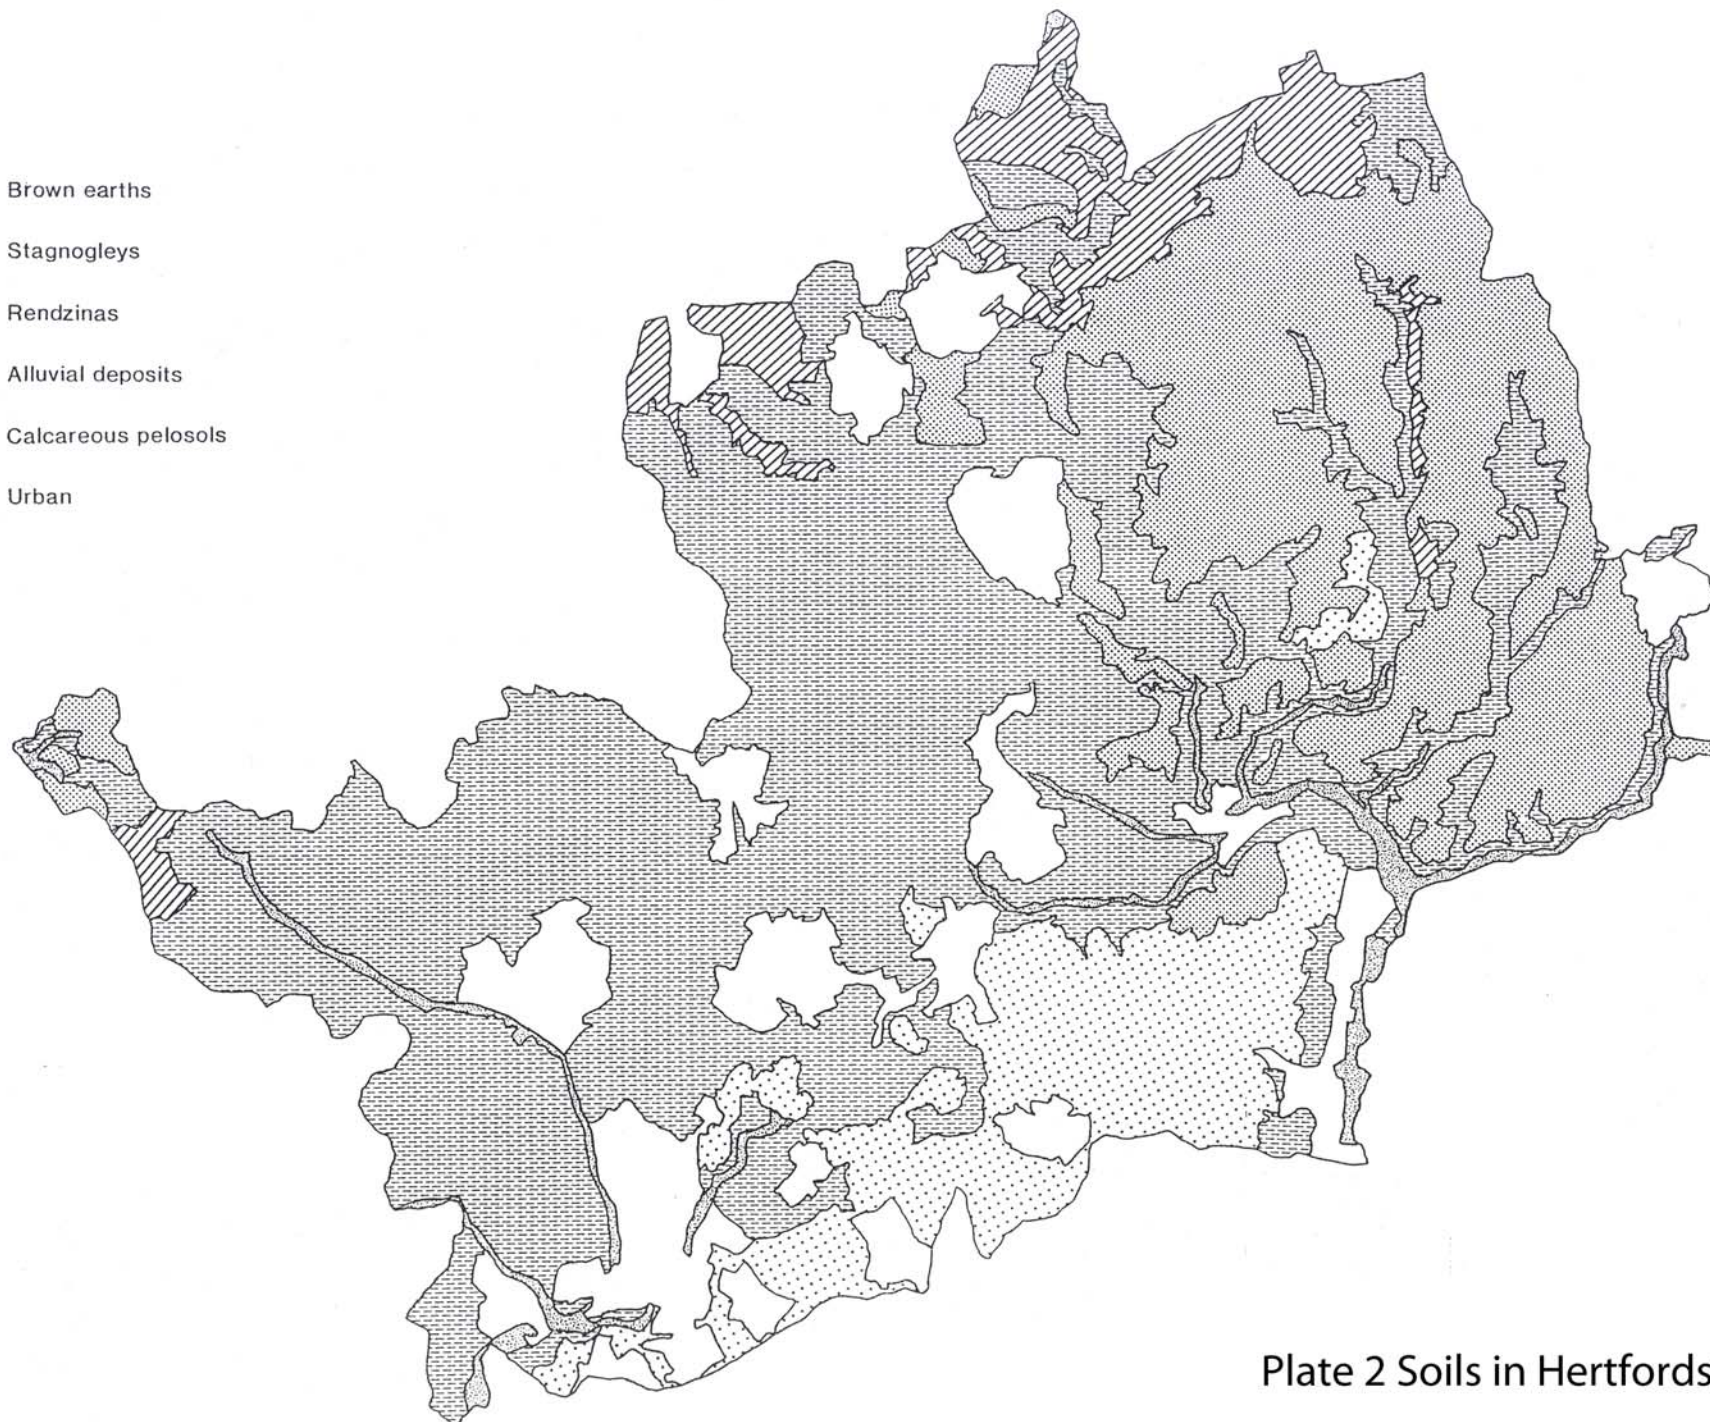 Brown earths
Stagnogleys
Rendzinas
Alluvial deposits
Calcareous pelosols
Urban
Plate 2 Soils in Hertfords